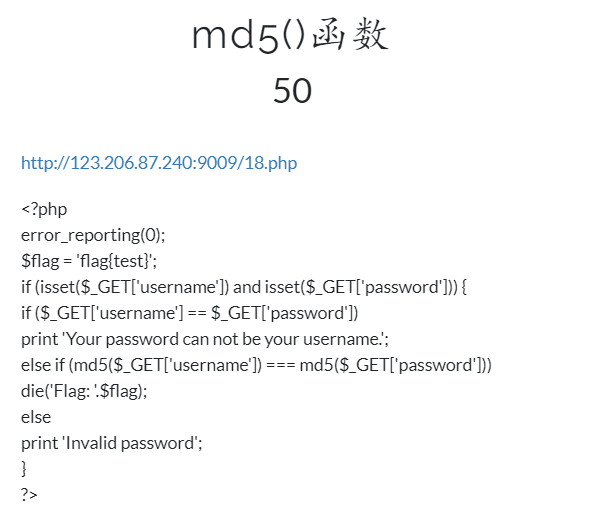 md5()函数
50
http://123.206.87.240:9009/18.php
<?php
error_reporting(0);
$flag = 'flag{test}';
if (isset($_GET['username']) and isset($_GET['password'])) {
if ($_GET['username'] == $_GET['password'])
print 'Your password can not be your username.';
else if (md5($_GET['username']) === md5($_GET['password']))
die('Flag: '.$flag);
else
print 'Invalid password';
}
?>